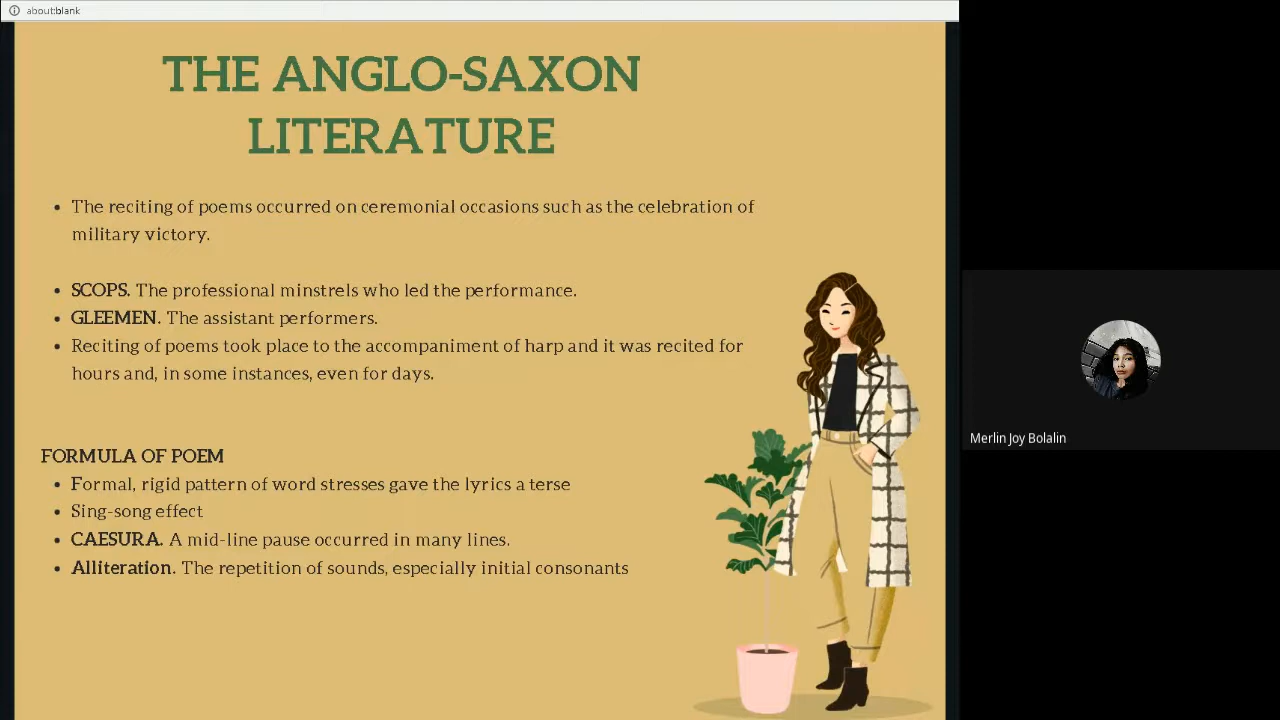 about:blank
THE ANGLO-SAXON
LITERATURE
• The reciting of poems occurred on ceremonial occasions such as the celebration of
military victory.
• SCOPS. The professional minstrels who led the performance.
• GLEEMEN. The assistant performers.
• Reciting of poems took place to the accompaniment of harp and it was recited for
hours and, in some instances, even for days.
FORMULA OF POEM
• Formal, rigid pattern of word stresses gave the lyrics a terse
• Sing-song effect
• CAESURA. A mid-line pause occurred in many lines.
• Alliteration. The repetition of sounds, especially initial consonants
Merlin Joy Bolalin